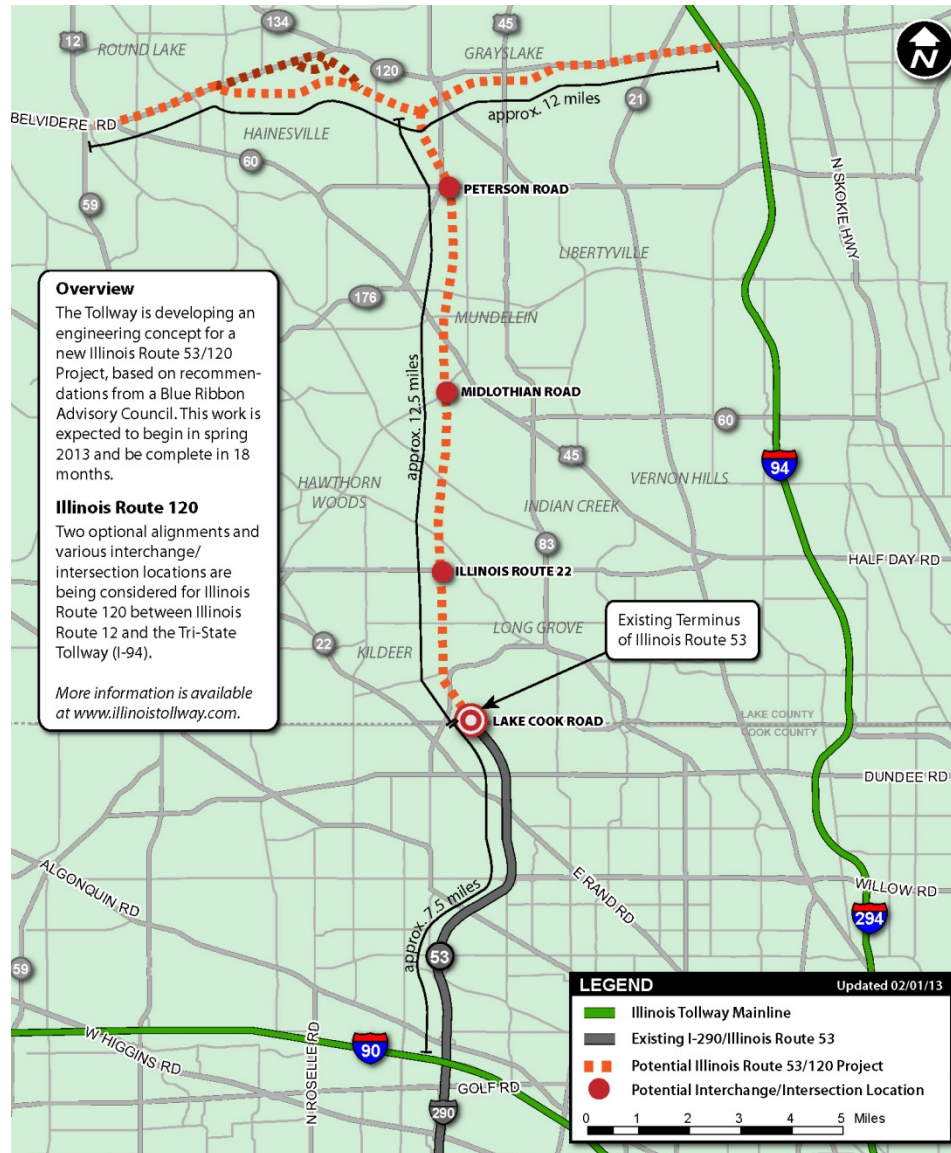 134
45
12
ROUND LAKE
GRAYSLAKE
N
120
21
approx. 12 miles
BELVIDERE RD
HAINESVILLE
60
59
PETERSON ROAD
N SKOKIE HWY
LIBERTYVILLE
176
MUNDELEIN
Overview
The Tollway is developing an
engineering concept for a
new Illinois Route 53/120
Project, based on recommen-
dations from a Blue Ribbon
Advisory Council. This work is
expected to begin in spring
2013 and be complete in 18
months.
Illinois Route 120
Two optional alignments and
various interchange/
intersection locations are
being considered for Illinois
Route 120 between Illinois
Route 12 and the Tri-State
Tollway (I-94).
More information is available
at www.illinoistollway.com.
approx. 12.5 miles
MIDLOTHIAN ROAD
60
45
94
HAWTHORN
WOODS
VERNON HILLS
INDIAN CREEK
83
HALF DAY RD
ILLINOIS ROUTE 22
Existing Terminus
of Illinois Route 53
LONG GROVE
22
KILDEER
LAKE COOK ROAD
LAKE COUNTY
COOK COUNTY
DUNDEE RD
ALGONQUIN RD
E RAND RD
WILLOW RD
approx. 7.5 miles
294
53
59
W HIGGINS RD
N ROSELLE RD
90
GOLF RD
290
LEGEND Updated 02/01/13
Illinois Tollway Mainline
Existing I-290/Illinois Route 53
Potential Illinois Route 53/120 Project
Potential Interchange/Intersection Location
0 1 2 3 4 5 Miles